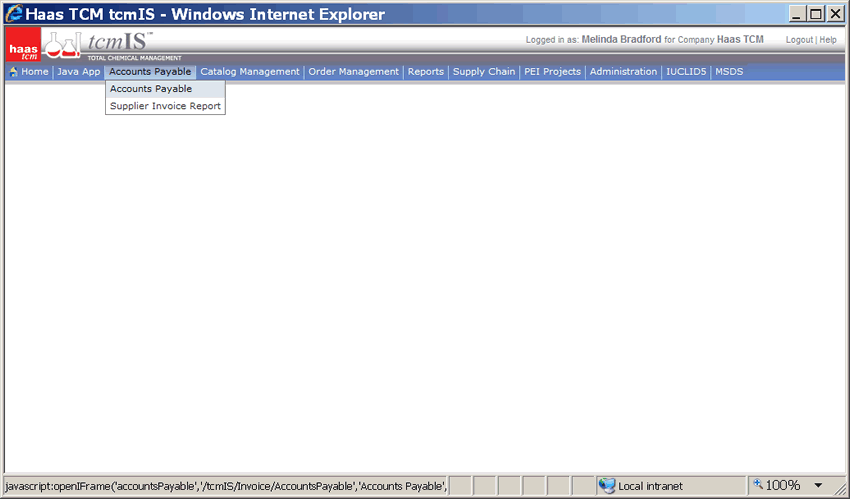 Haas TCM tcmIS - Windows Internet Explorer
haas
tcm
tcmIS™
TOTAL CHEMICAL MANAGEMENT
Logged in as: Melinda Bradford for Company Haas TCM Logout | Help
Home Java App Accounts Payable Catalog Management Order Management Reports Supply Chain PEI Projects Administration IUCLID5 MSDS
Accounts Payable
Supplier Invoice Report
javascript:openIFrame('accountsPayable','/tcmIS/Invoice/AccountsPayable','Accounts Payable', Local intranet 100%